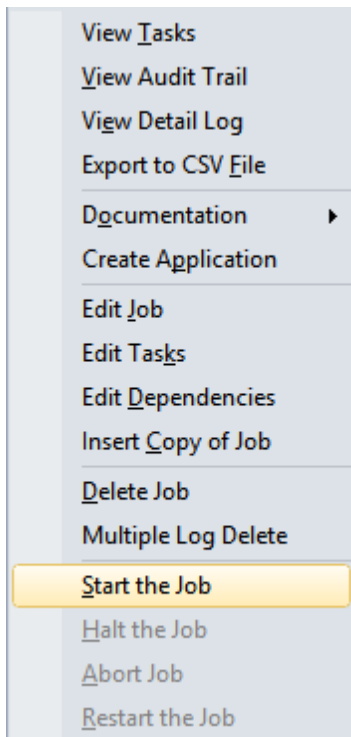 View Tasks
View Audit Trail
View Detail Log
Export to CSV File
Documentation
Create Application
Edit Job
Edit Tasks
Edit Dependencies
Insert Copy of Job
Delete Job
Multiple Log Delete
Start the Job
Halt the Job
Abort Job
Restart the Job